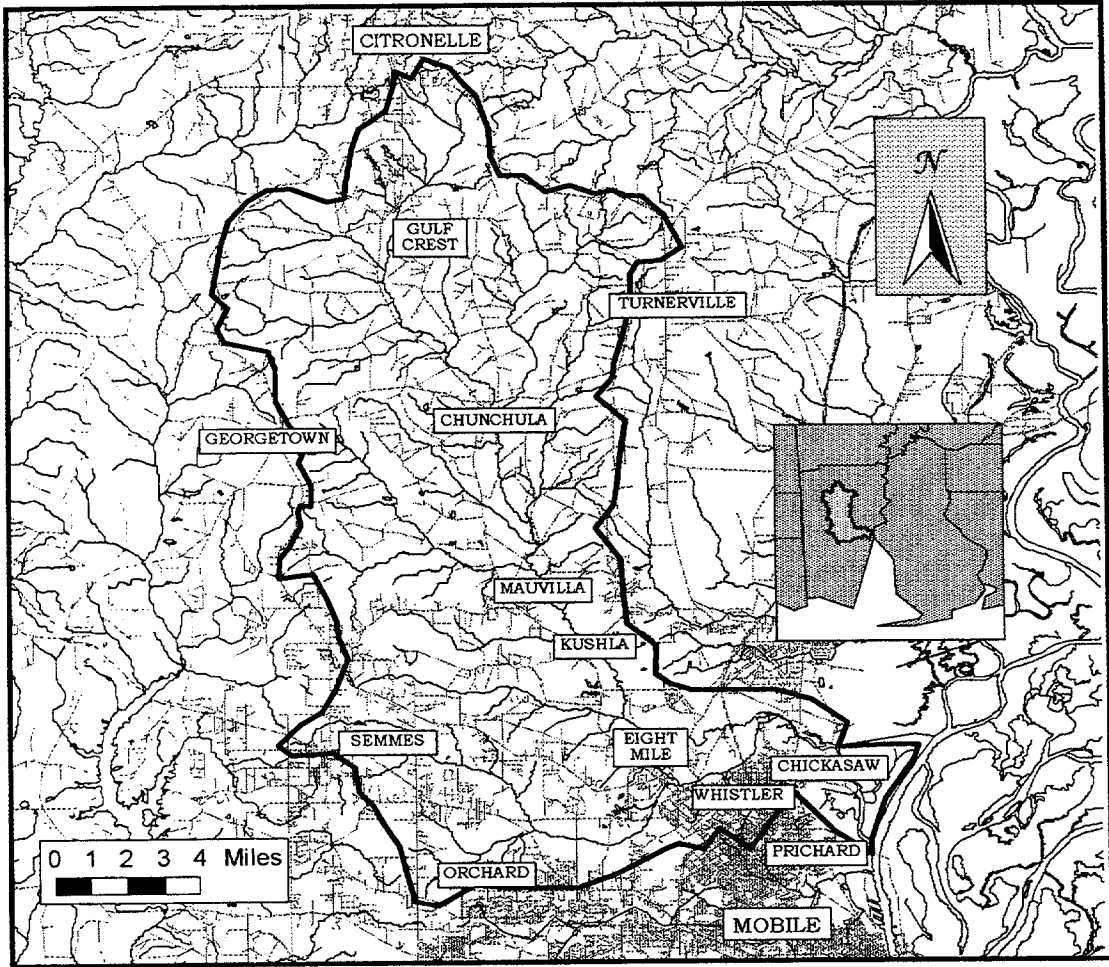 CITRONELLE
N
GULF
CREST
TURNERVILLE
CHUNCHULA
GEORGETOWN
MAUVILLA
KUSHLA
SEMMES
EIGHT
MILE
CHICKASAW
WHISTLER
0 1 2 3 4 Miles
ORCHARD
PRICHARD
MOBILE